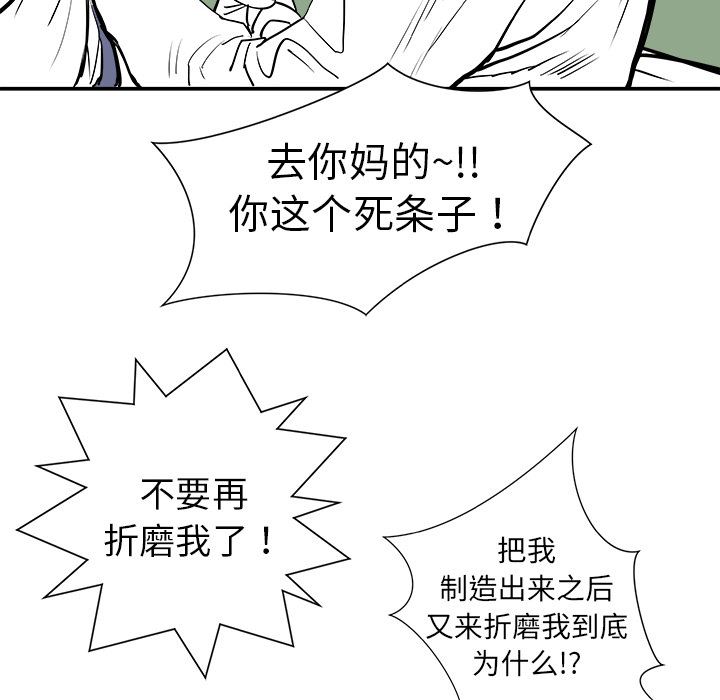 去你妈的~!!
你这个死条子！
不要再
折磨我了！
把我
制造出来之后
又来折磨我到底
为什么!?